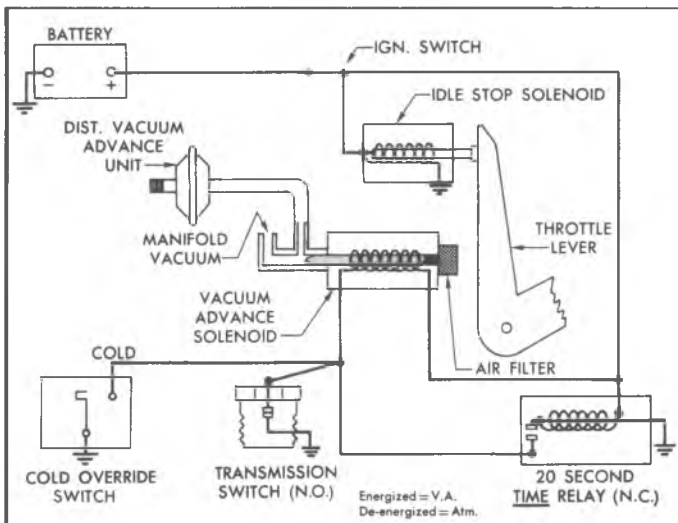 BATTERY
−
+
IGN. SWITCH
IDLE STOP SOLENOID
DIST. VACUUM
ADVANCE
UNIT
MANIFOLD
VACUUM
THROTTLE
LEVER
VACUUM
ADVANCE
SOLENOID
COLD
AIR FILTER
COLD OVERRIDE
SWITCH
TRANSMISSION
SWITCH (N.O.)
Energized = V.A.
De-energized = Atm.
20 SECOND
TIME RELAY (N.C.)